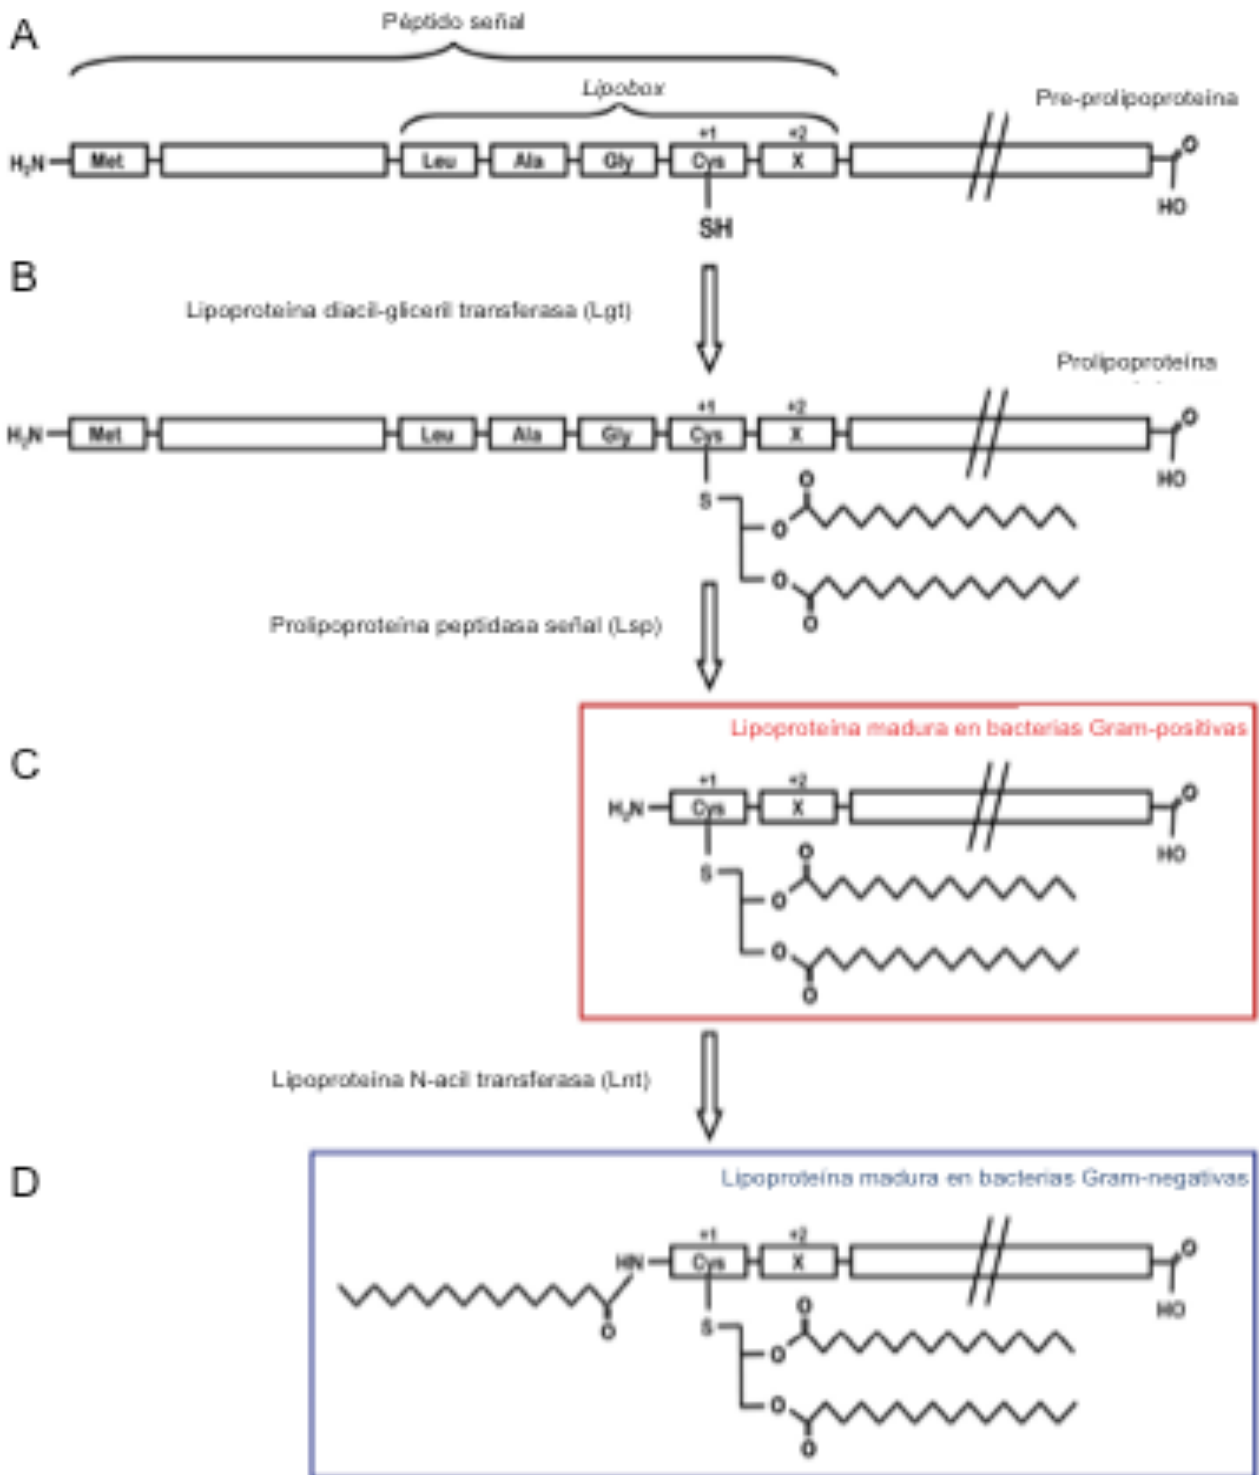 A
Péptido señal
Lipobox
Pre-prolipoproteína
+1 +2
H₂N Met Leu Ala Gly Cys X O
HO
SH
B
Lipoproteína diacil-gliceril transferasa (Lgt)
Prolipoproteína
+1 +2
H₂N Met Leu Ala Gly Cys X O
HO
S O
O
O
O
Prolipoproteína peptidasa señal (Lsp)
C
Lipoproteína madura en bacterias Gram-positivas
+1 +2
H₂N Cys X O
HO
S O
O
O
O
Lipoproteína N-acil transferasa (Lnt)
D
Lipoproteína madura en bacterias Gram-negativas
+1 +2
HN Cys X O
HO
O S O
O
O
O